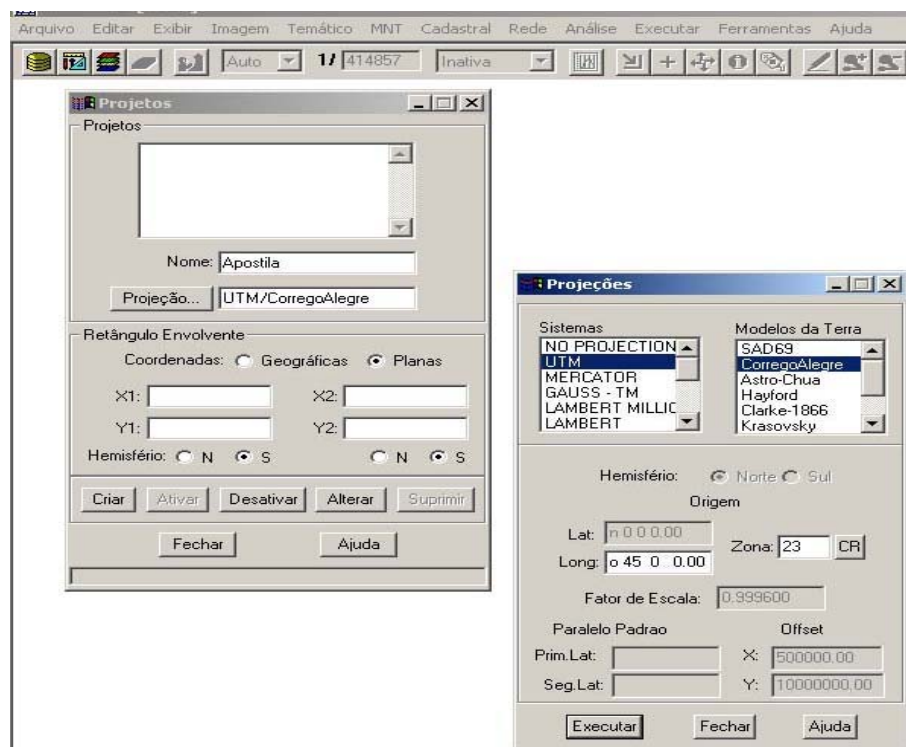 Arquivo Editar Exibir Imagem Temático MNT Cadastral Rede Análise Executar Ferramentas Ajuda
Auto 1/ 414857 Inativa
Projetos
Projetos
Nome: Apostila
Projeção... UTM/CorregoAlegre
Retângulo Envolvente
Coordenadas: Geográficas Planas
X1: X2:
Y1: Y2:
Hemisfério: N S N S
Criar Ativar Desativar Alterar Suprimir
Fechar Ajuda
Projeções
Sistemas
NO PROJECTION
UTM
MERCATOR
GAUSS - TM
LAMBERT MILLIC
LAMBERT
Modelos da Terra
SAD69
CorregoAlegre
Astro-Chua
Hayford
Clarke-1866
Krasovsky
Hemisfério: Norte Sul
Origem
Lat: n 0 0 0.00
Long: o 45 0 0.00
Zona: 23 CR
Fator de Escala: 0.999600
Paralelo Padrao Offset
Prim.Lat: X: 500000.00
Seg.Lat: Y: 10000000.00
Executar Fechar Ajuda